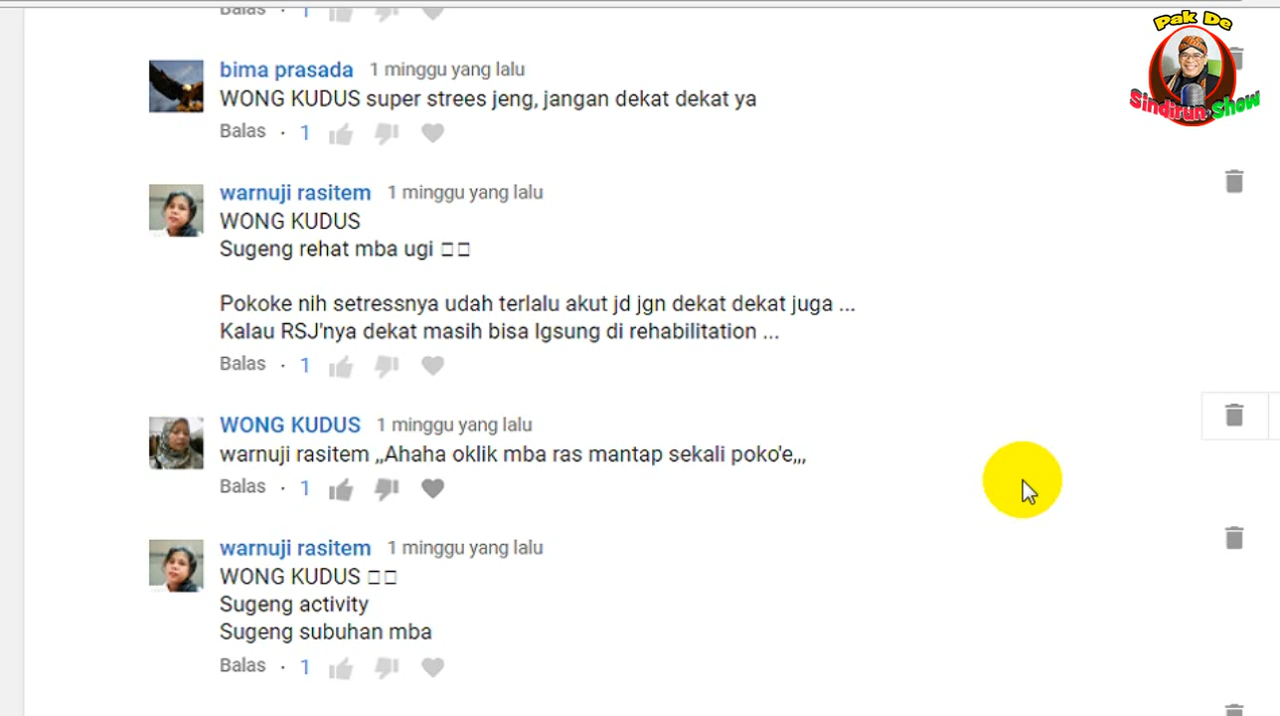 Balas · 1
Pak De
Sindirun Show
bima prasada 1 minggu yang lalu
WONG KUDUS super strees jeng, jangan dekat dekat ya
Balas · 1
warnuji rasitem 1 minggu yang lalu
WONG KUDUS
Sugeng rehat mba ugi □□
Pokoke nih setressnya udah terlalu akut jd jgn dekat dekat juga ...
Kalau RSJ'nya dekat masih bisa lgsung di rehabilitation ...
Balas · 1
WONG KUDUS 1 minggu yang lalu
warnuji rasitem ,,Ahaha oklik mba ras mantap sekali poko'e,,,
Balas · 1
warnuji rasitem 1 minggu yang lalu
WONG KUDUS □□
Sugeng activity
Sugeng subuhan mba
Balas · 1